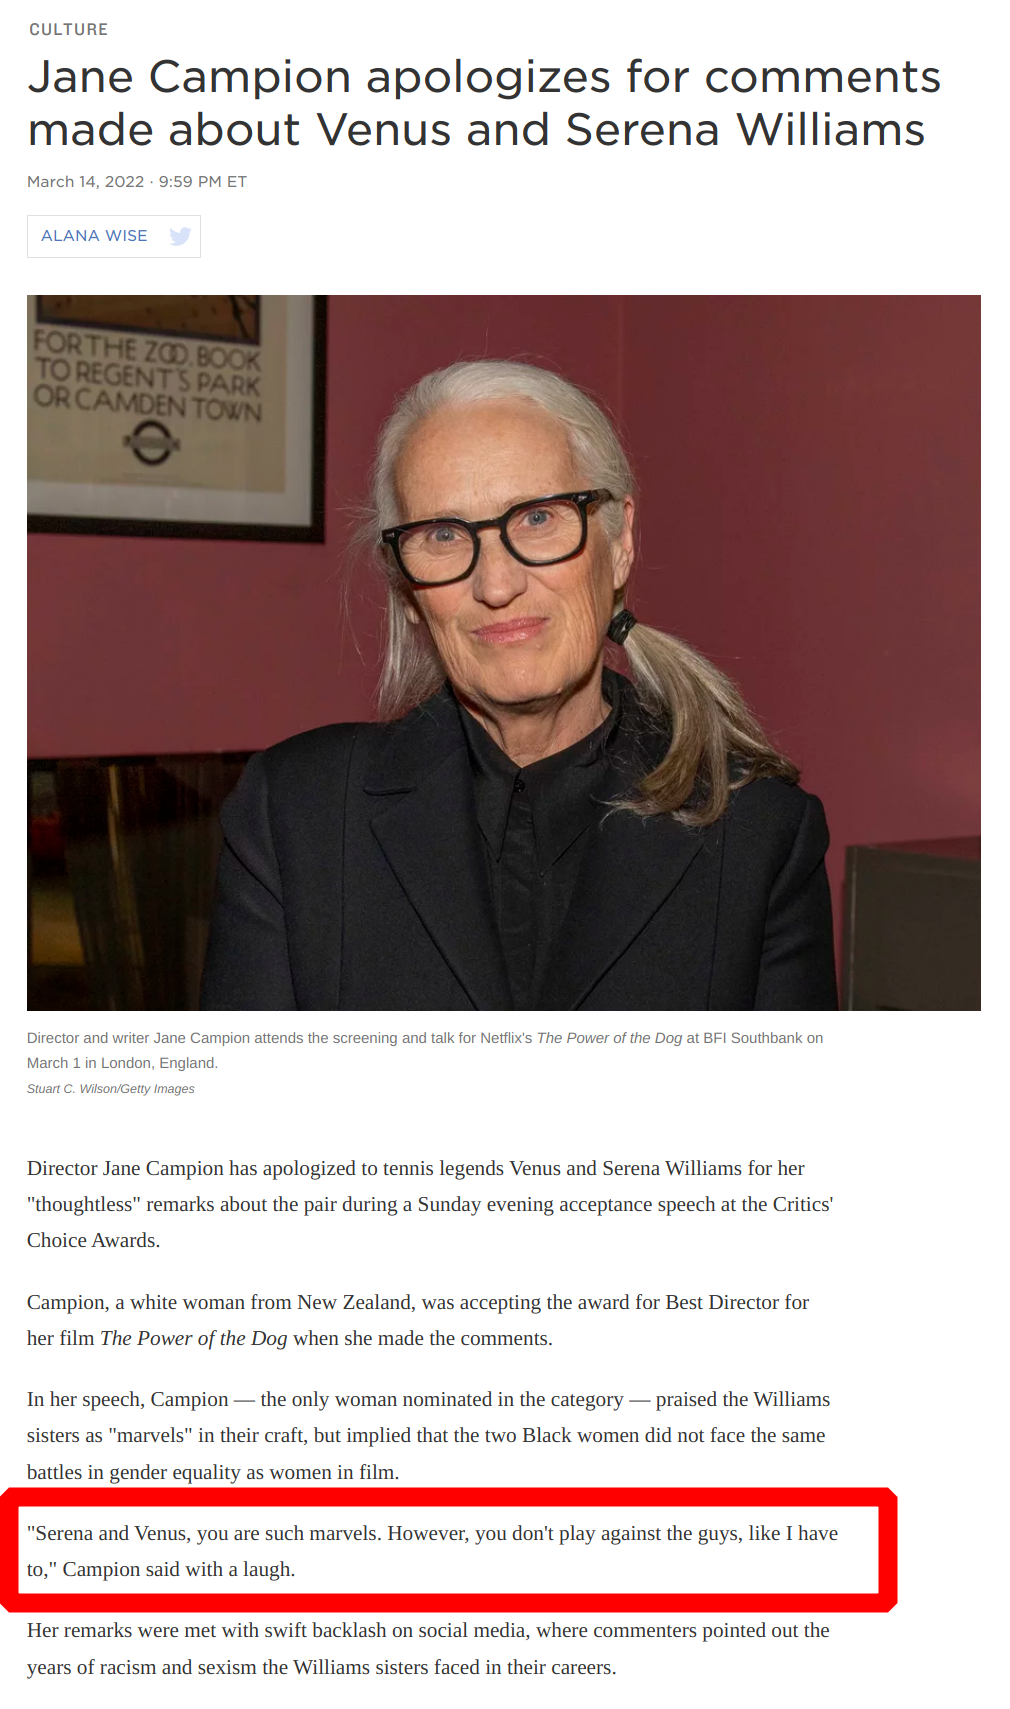 CULTURE
Jane Campion apologizes for comments
made about Venus and Serena Williams
March 14, 2022 · 9:59 PM ET
ALANA WISE
FOR THE ZOO, BOOK
TO REGENT'S PARK
OR CAMDEN TOWN
Director and writer Jane Campion attends the screening and talk for Netflix's The Power of the Dog at BFI Southbank on
March 1 in London, England.
Stuart C. Wilson/Getty Images
Director Jane Campion has apologized to tennis legends Venus and Serena Williams for her
"thoughtless" remarks about the pair during a Sunday evening acceptance speech at the Critics'
Choice Awards.
Campion, a white woman from New Zealand, was accepting the award for Best Director for
her film The Power of the Dog when she made the comments.
In her speech, Campion — the only woman nominated in the category — praised the Williams
sisters as "marvels" in their craft, but implied that the two Black women did not face the same
battles in gender equality as women in film.
"Serena and Venus, you are such marvels. However, you don't play against the guys, like I have
to," Campion said with a laugh.
Her remarks were met with swift backlash on social media, where commenters pointed out the
years of racism and sexism the Williams sisters faced in their careers.